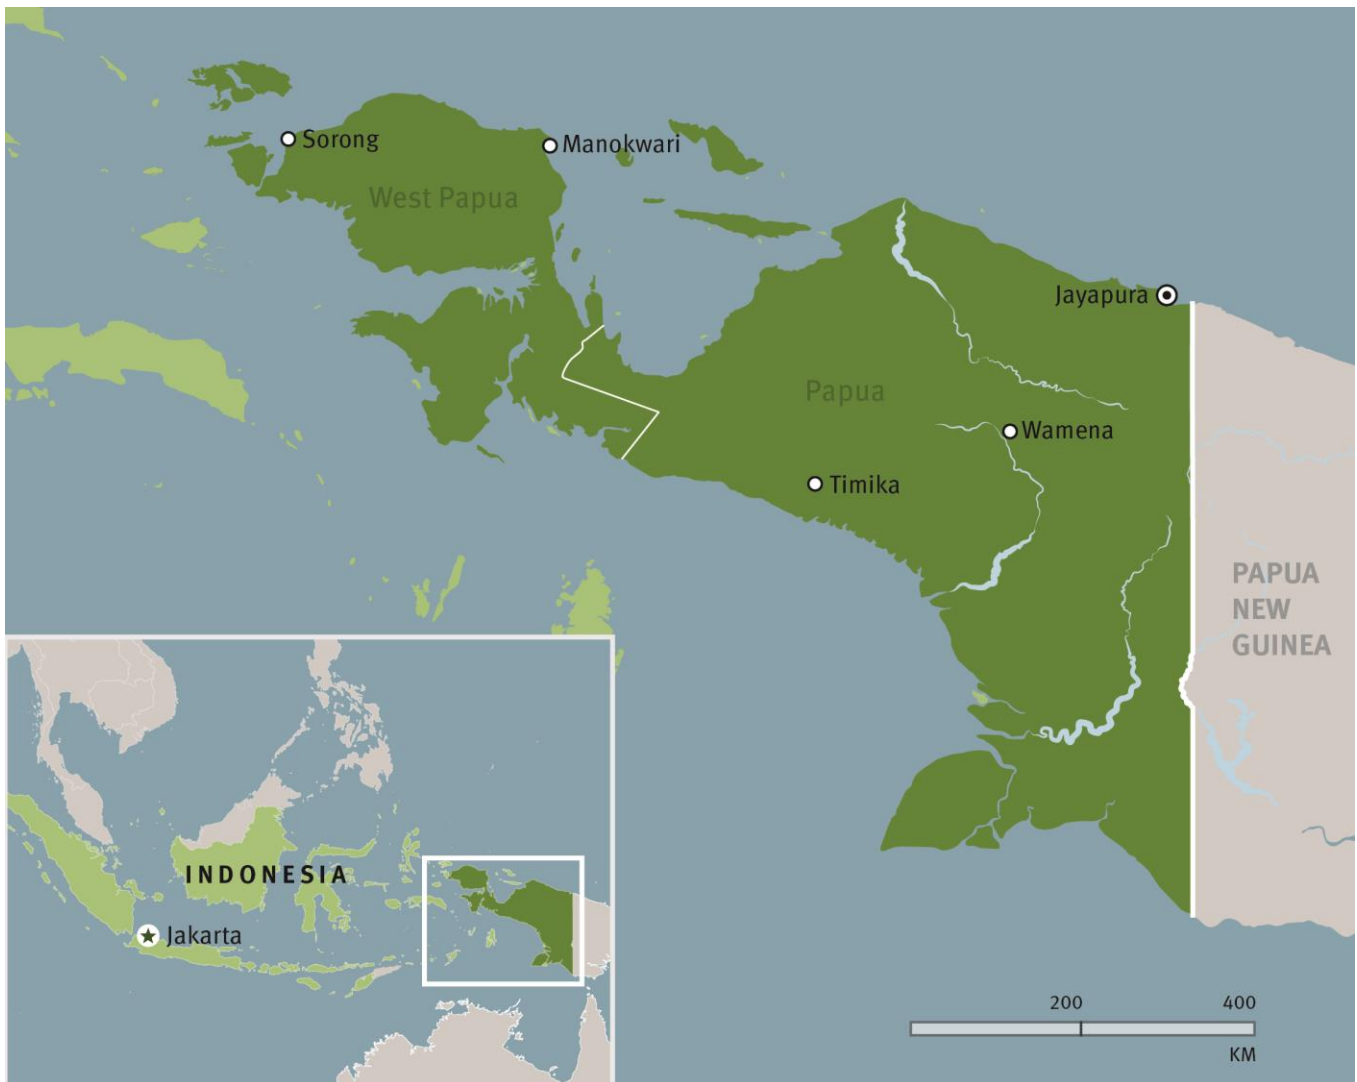 Sorong
Manokwari
West Papua
Jayapura
Papua
Wamena
Timika
PAPUA
NEW
GUINEA
INDONESIA
Jakarta
200 400
KM